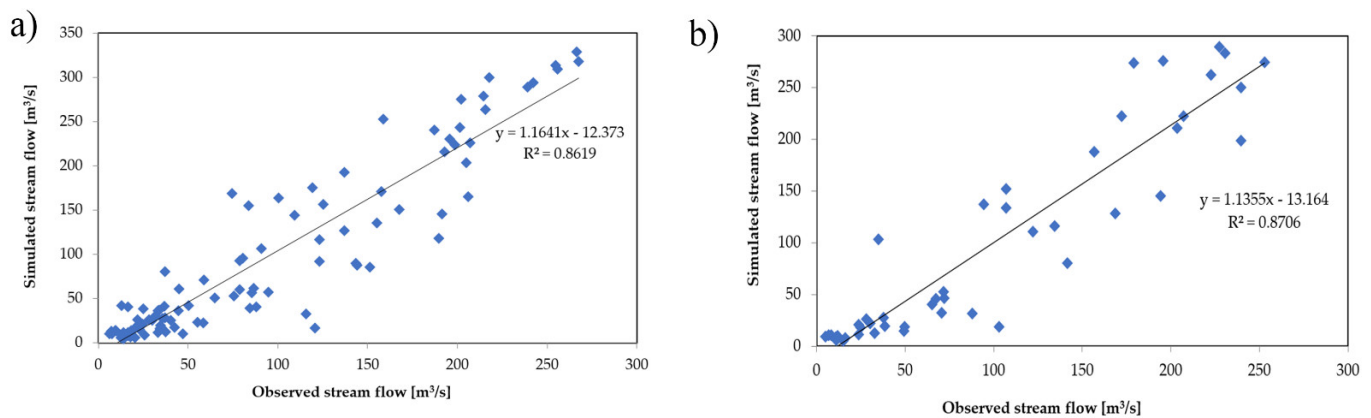 a)
Simulated stream flow [m³/s]
350
300
250
200
150
100
50
0
y = 1.1641x - 12.373
R² = 0.8619
0 50 100 150 200 250 300
Observed stream flow [m³/s]
b)
Simulated stream flow [m³/s]
300
250
200
150
100
50
0
y = 1.1355x - 13.164
R² = 0.8706
0 50 100 150 200 250 300
Observed stream flow [m³/s]